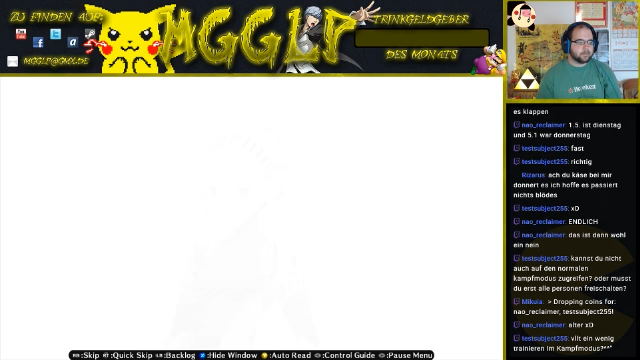 ZU FINDEN AUF:
MGGLP@GMX.DE
MGGLP
TRINKGELDGEBER
DES MONATS
es klappen
nao_reclaimer: 1.5. ist dienstag
und 5.1 war donnerstag
testsubject255: fast
testsubject255: richtig
Rizarus: ach du käse bei mir
donnert es ich hoffe es passiert
nichts blödes
testsubject255: xD
nao_reclaimer: ENDLICH
nao_reclaimer: das ist dann wohl
ein nein
testsubject255: kannst du nicht
auch auf den normalen
kampfmodus zugreifen? oder musst
du erst alle personen freischalten?
Mikuia: > Dropping coins for:
nao_reclaimer, testsubject255!
nao_reclaimer: alter xD
testsubject255: vllt ein wenig
trainieren im Kampfmodus?^^
:Skip :Quick Skip :Backlog :Hide Window :Auto Read :Control Guide :Pause Menu